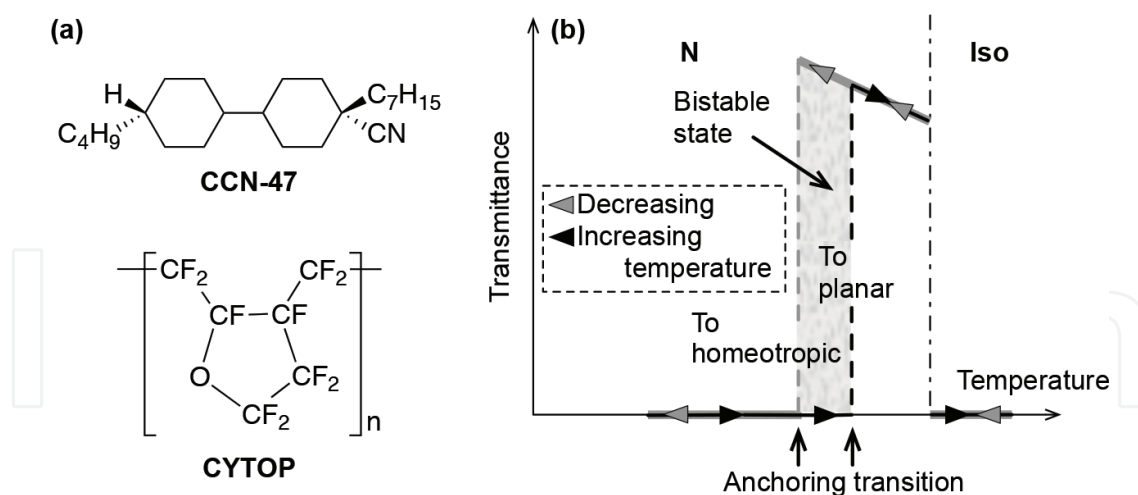 (a)
H
C7H15
C4H9
CN
CCN-47
CF2
CF2
CF
CF
O
CF2
CF2
n
CYTOP
(b)
N
Iso
Bistable
state
Decreasing
Increasing
temperature
To
planar
To
homeotropic
Transmittance
Temperature
Anchoring transition